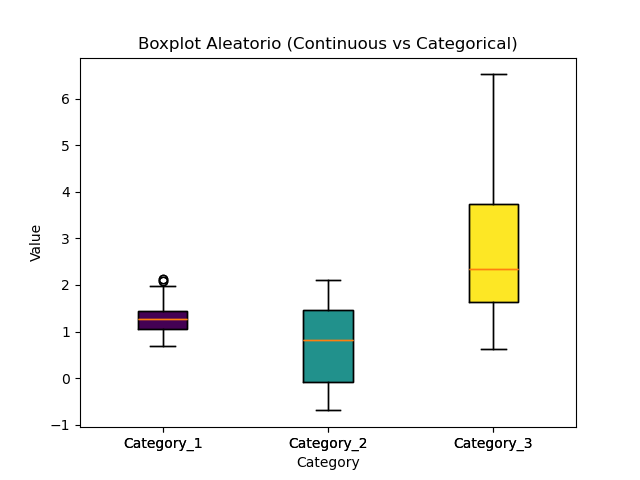 Boxplot Aleatorio (Continuous vs Categorical)
Value
6
5
4
3
2
1
0
−1
Category_1 Category_2 Category_3
Category